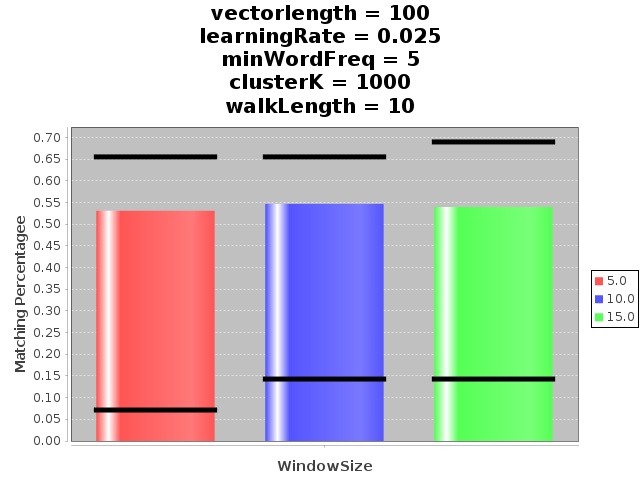 vectorlength = 100
learningRate = 0.025
minWordFreq = 5
clusterK = 1000
walkLength = 10
0.70
0.65
0.60
0.55
0.50
0.45
0.40
0.35
0.30
0.25
0.20
0.15
0.10
0.05
0.00
Matching Percentagee
WindowSize
5.0
10.0
15.0